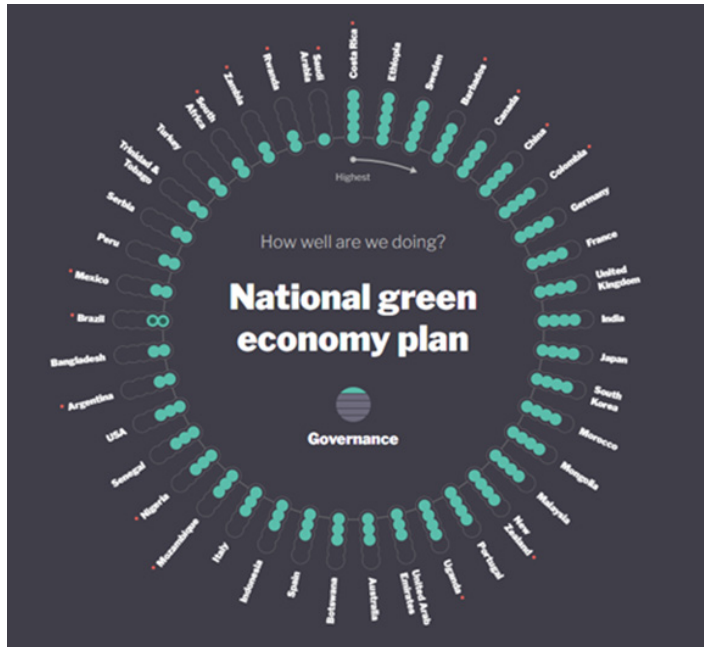 Costa Rica
Ethiopia
Sweden
Barbados
Canada
China
Colombia
Germany
France
United
Kingdom
India
Japan
South
Korea
Morocco
Mongolia
Malaysia
New
Zealand
Portugal
Uganda
United Arab
Emirates
Australia
Botswana
Spain
Indonesia
Italy
Mozambique
Nigeria
Senegal
USA
Argentina
Bangladesh
Brazil
Mexico
Peru
Serbia
Trinidad &
Tobago
Turkey
South
Africa
Zambia
Rwanda
Saudi
Arabia
Highest
How well are we doing?
National green
economy plan
Governance